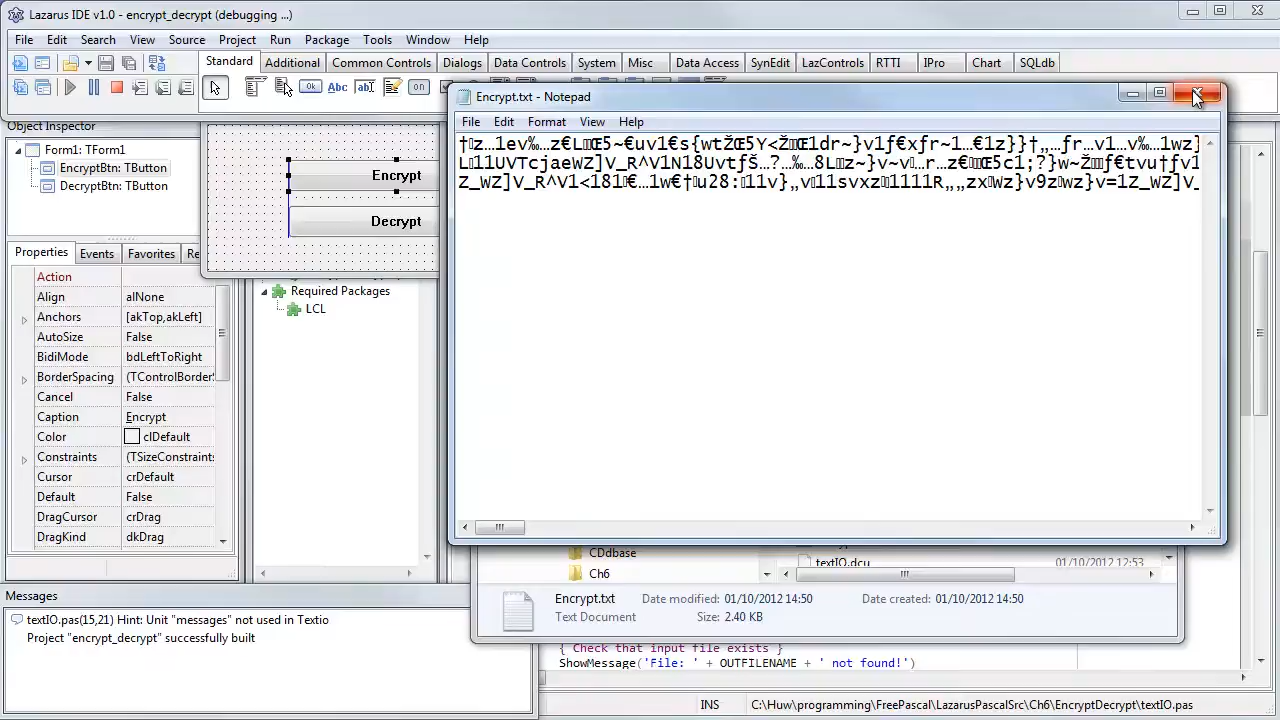 Lazarus IDE v1.0 - encrypt_decrypt (debugging ...)
File Edit Search View Source Project Run Package Tools Window Help
Standard Additional Common Controls Dialogs Data Controls System Misc Data Access SynEdit LazControls RTTI IPro Chart SQLdb
Ok Abc ab on
Encrypt.txt - Notepad
File Edit Format View Help
Object Inspector
Form1: TForm1
EncryptBtn: TButton
DecryptBtn: TButton
Encrypt
Decrypt
Properties Events Favorites Re
Action
Align alNone
Anchors [akTop,akLeft]
AutoSize False
BidiMode bdLeftToRight
BorderSpacing (TControlBorder
Cancel False
Caption Encrypt
Color clDefault
Constraints (TSizeConstraints
Cursor crDefault
Default False
DragCursor crDrag
DragKind dkDrag
Required Packages
LCL
CDdbase
Ch6
textIO.dcu 01/10/2012 12:53
Encrypt.txt Date modified: 01/10/2012 14:50 Date created: 01/10/2012 14:50
Text Document Size: 2.40 KB
Messages
textIO.pas(15,21) Hint: Unit "messages" not used in Textio
Project "encrypt_decrypt" successfully built
{ Check that input file exists }
ShowMessage('File: ' + OUTFILENAME + ' not found!')
INS C:\Huw\programming\FreePascal\LazarusPascalSrc\Ch6\EncryptDecrypt\textIO.pas